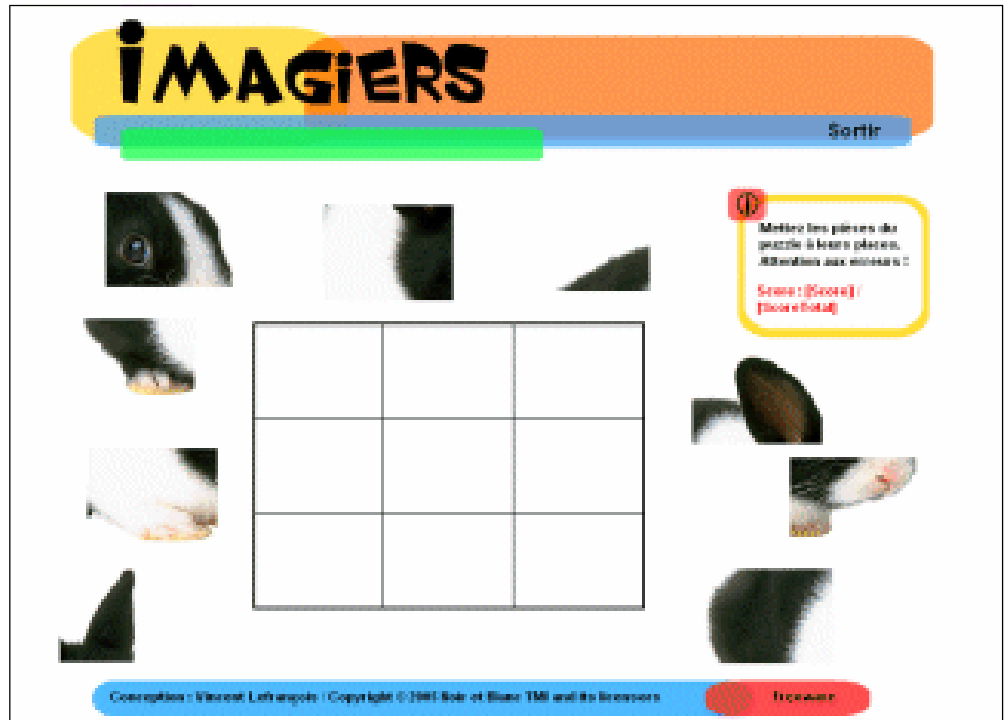 iMAGiERS
Sortir
Mettez les pièces du
puzzle à leurs places.
Attention aux erreurs !
Score : [Score] /
[ScoreTotal]
Conception : Vincent Lefrançois / Copyright © 2005 Noir et Blanc TMI and its licensors